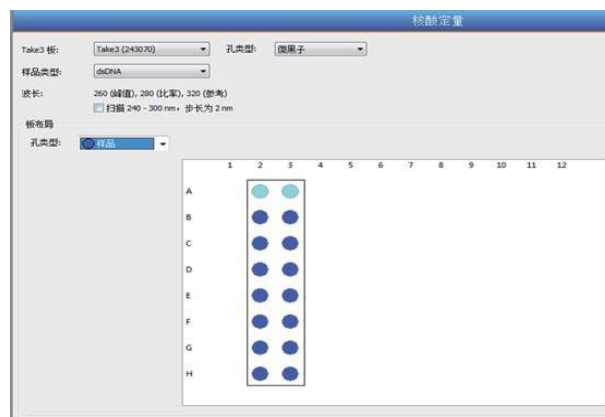 核酸定量
Take3 板: Take3 (243070) 孔类型: 微黑子
样品类型: dsDNA
波长: 260 (峰值), 280 (比率), 320 (参考)
扫描 240 - 300 nm, 步长为 2 nm
板布局
孔类型: 样品
1 2 3 4 5 6 7 8 9 10 11 12
A
B
C
D
E
F
G
H